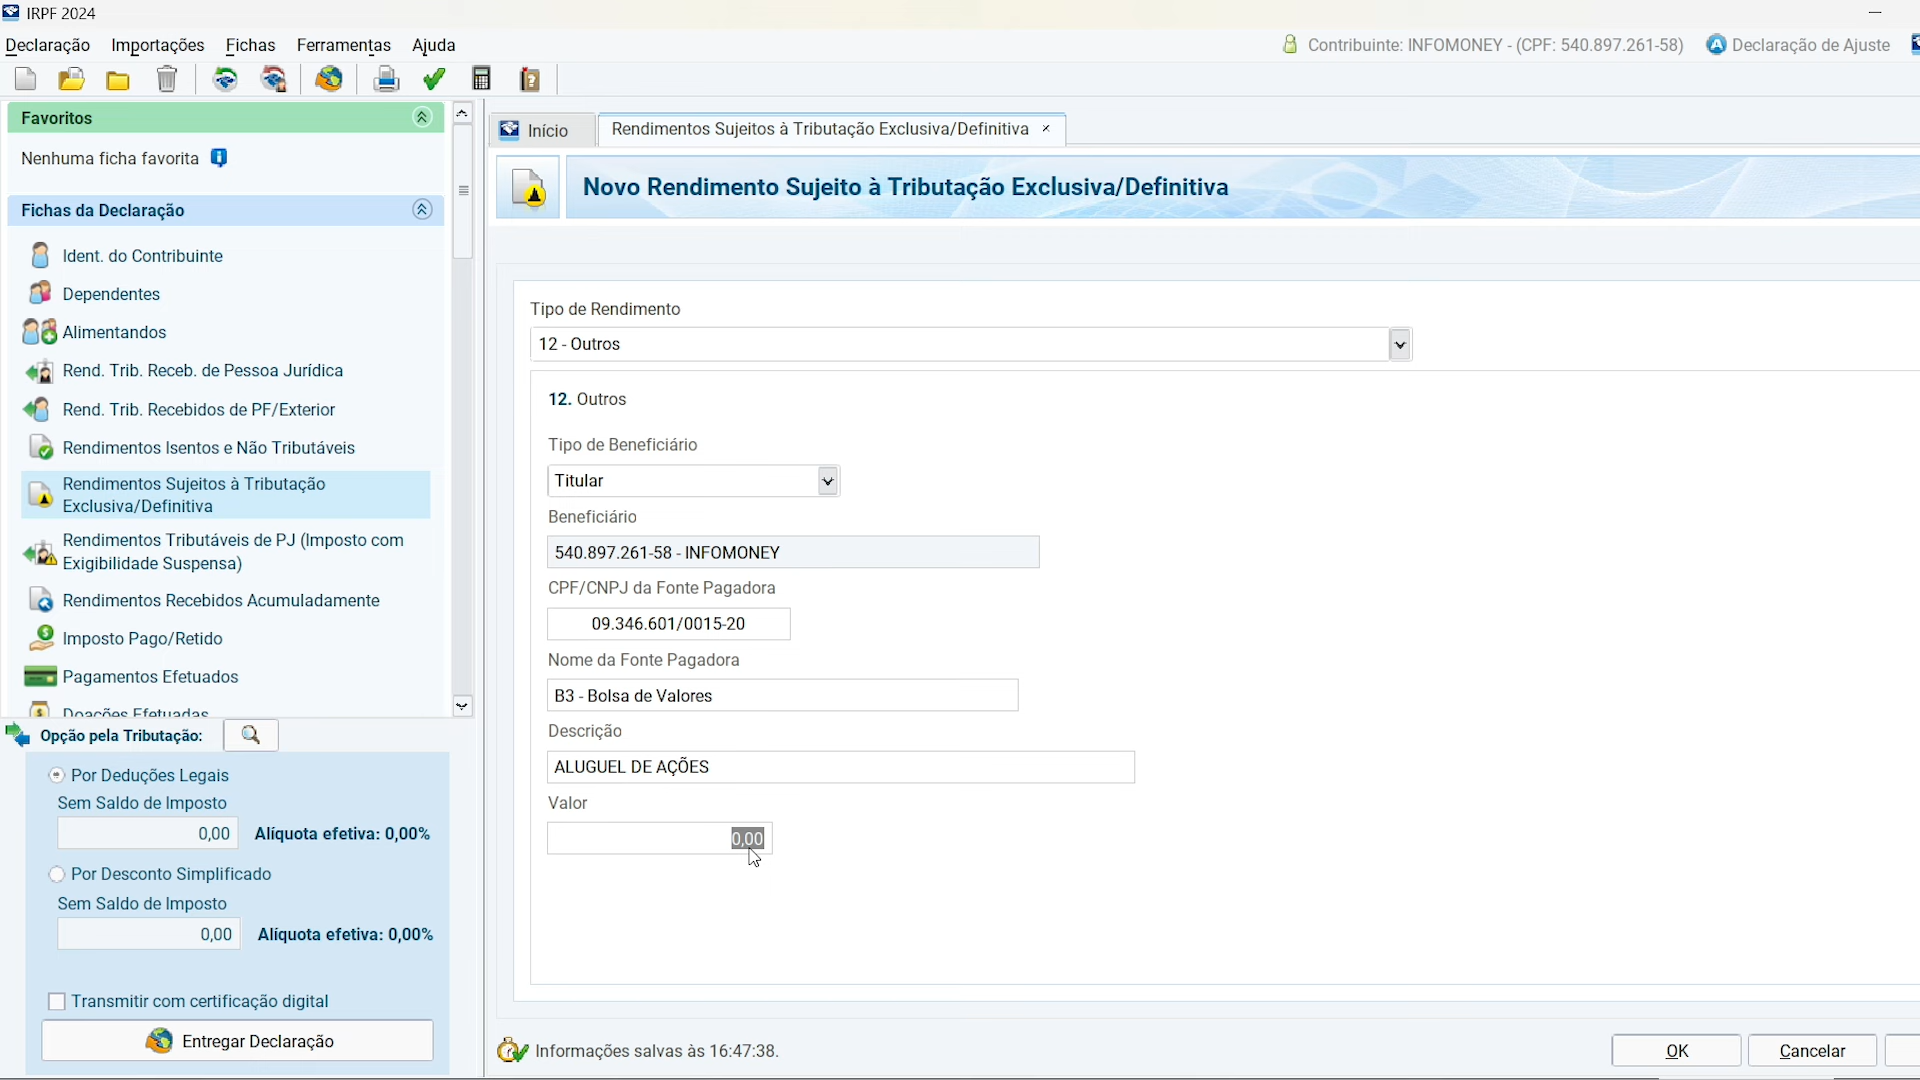 IRPF 2024
Declaração Importações Fichas Ferramentas Ajuda
Contribuinte: INFOMONEY - (CPF: 540.897.261-58) Declaração de Ajuste
Favoritos
Nenhuma ficha favorita
Fichas da Declaração
Ident. do Contribuinte
Dependentes
Alimentandos
Rend. Trib. Receb. de Pessoa Jurídica
Rend. Trib. Recebidos de PF/Exterior
Rendimentos Isentos e Não Tributáveis
Rendimentos Sujeitos à Tributação
Exclusiva/Definitiva
Rendimentos Tributáveis de PJ (Imposto com
Exigibilidade Suspensa)
Rendimentos Recebidos Acumuladamente
Imposto Pago/Retido
Pagamentos Efetuados
Doações Efetuadas
Opção pela Tributação:
Por Deduções Legais
Sem Saldo de Imposto
0,00 Alíquota efetiva: 0,00%
Por Desconto Simplificado
Sem Saldo de Imposto
0,00 Alíquota efetiva: 0,00%
Transmitir com certificação digital
Entregar Declaração
Início
Rendimentos Sujeitos à Tributação Exclusiva/Definitiva
Novo Rendimento Sujeito à Tributação Exclusiva/Definitiva
Tipo de Rendimento
12 - Outros
12. Outros
Tipo de Beneficiário
Titular
Beneficiário
540.897.261-58 - INFOMONEY
CPF/CNPJ da Fonte Pagadora
09.346.601/0015-20
Nome da Fonte Pagadora
B3 - Bolsa de Valores
Descrição
ALUGUEL DE AÇÕES
Valor
0,00
Informações salvas às 16:47:38.
OK
Cancelar